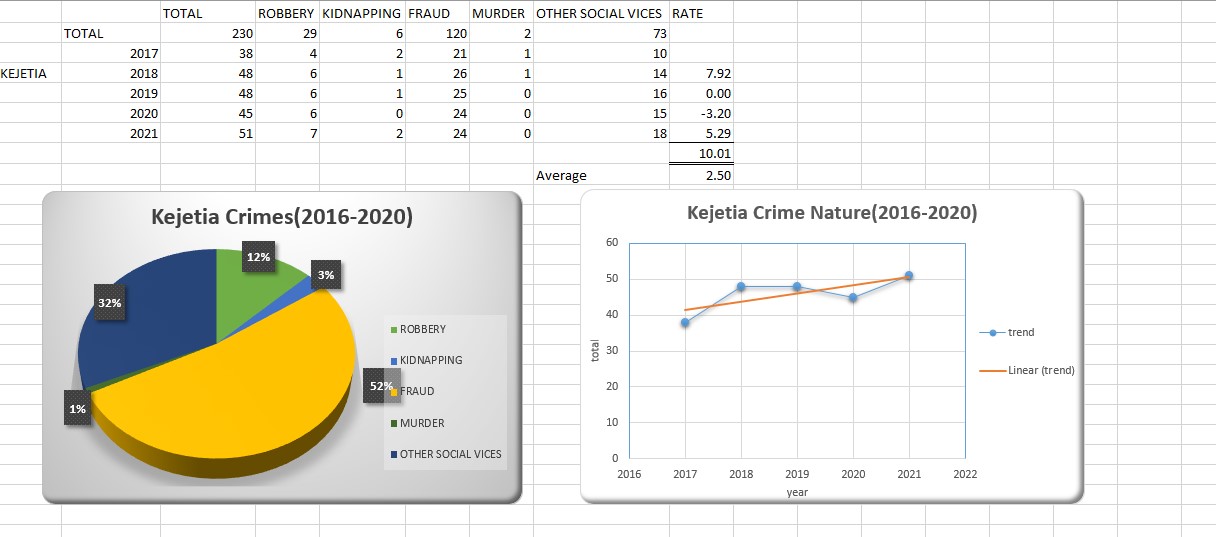 TOTAL ROBBERY KIDNAPPING FRAUD MURDER OTHER SOCIAL VICES RATE
TOTAL 230 29 6 120 2 73
2017 38 4 2 21 1 10
KEJETIA 2018 48 6 1 26 1 14 7.92
2019 48 6 1 25 0 16 0.00
2020 45 6 0 24 0 15 -3.20
2021 51 7 2 24 0 18 5.29
10.01
Average 2.50
Kejetia Crimes(2016-2020)
12%
3%
32%
52%
1%
ROBBERY
KIDNAPPING
FRAUD
MURDER
OTHER SOCIAL VICES
Kejetia Crime Nature(2016-2020)
60
50
40
30
20
10
0
total
2016 2017 2018 2019 2020 2021 2022
year
trend
Linear (trend)